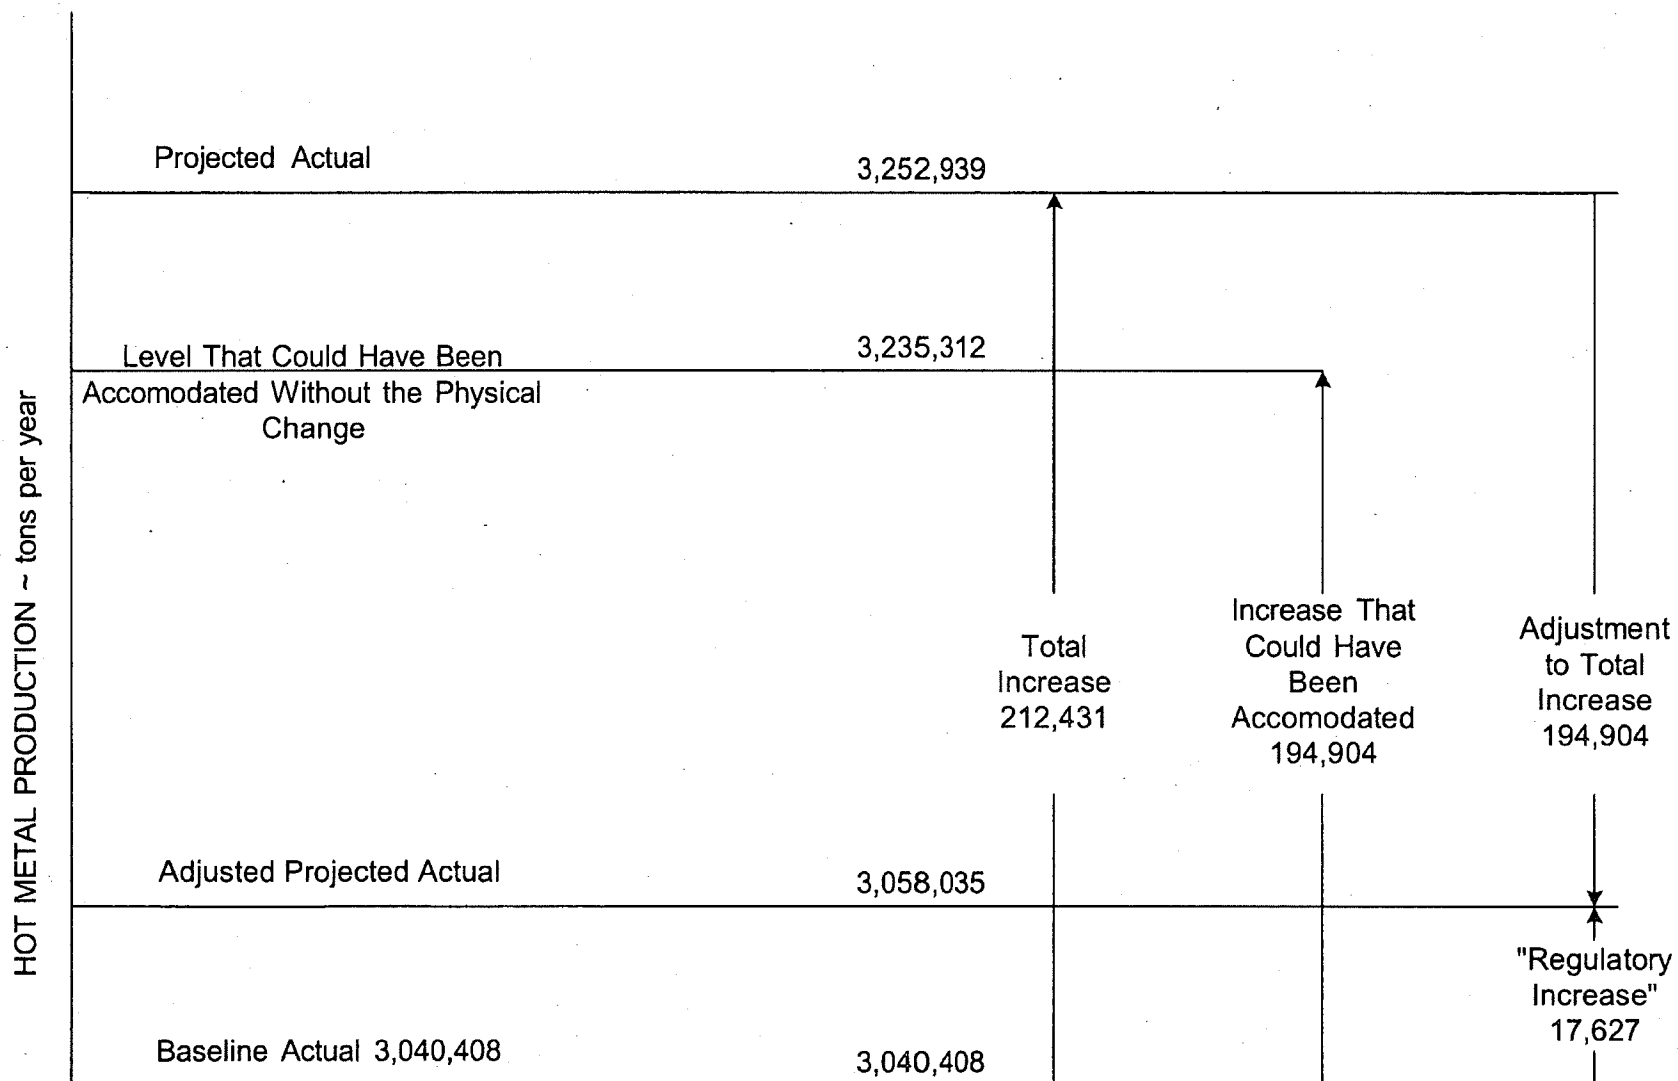 Projected Actual
3,252,939
Level That Could Have Been
Accomodated Without the Physical
Change
3,235,312
HOT METAL PRODUCTION ~ tons per year
Total
Increase
212,431
Increase That
Could Have
Been
Accomodated
194,904
Adjustment
to Total
Increase
194,904
Adjusted Projected Actual
3,058,035
"Regulatory
Increase"
17,627
Baseline Actual 3,040,408
3,040,408